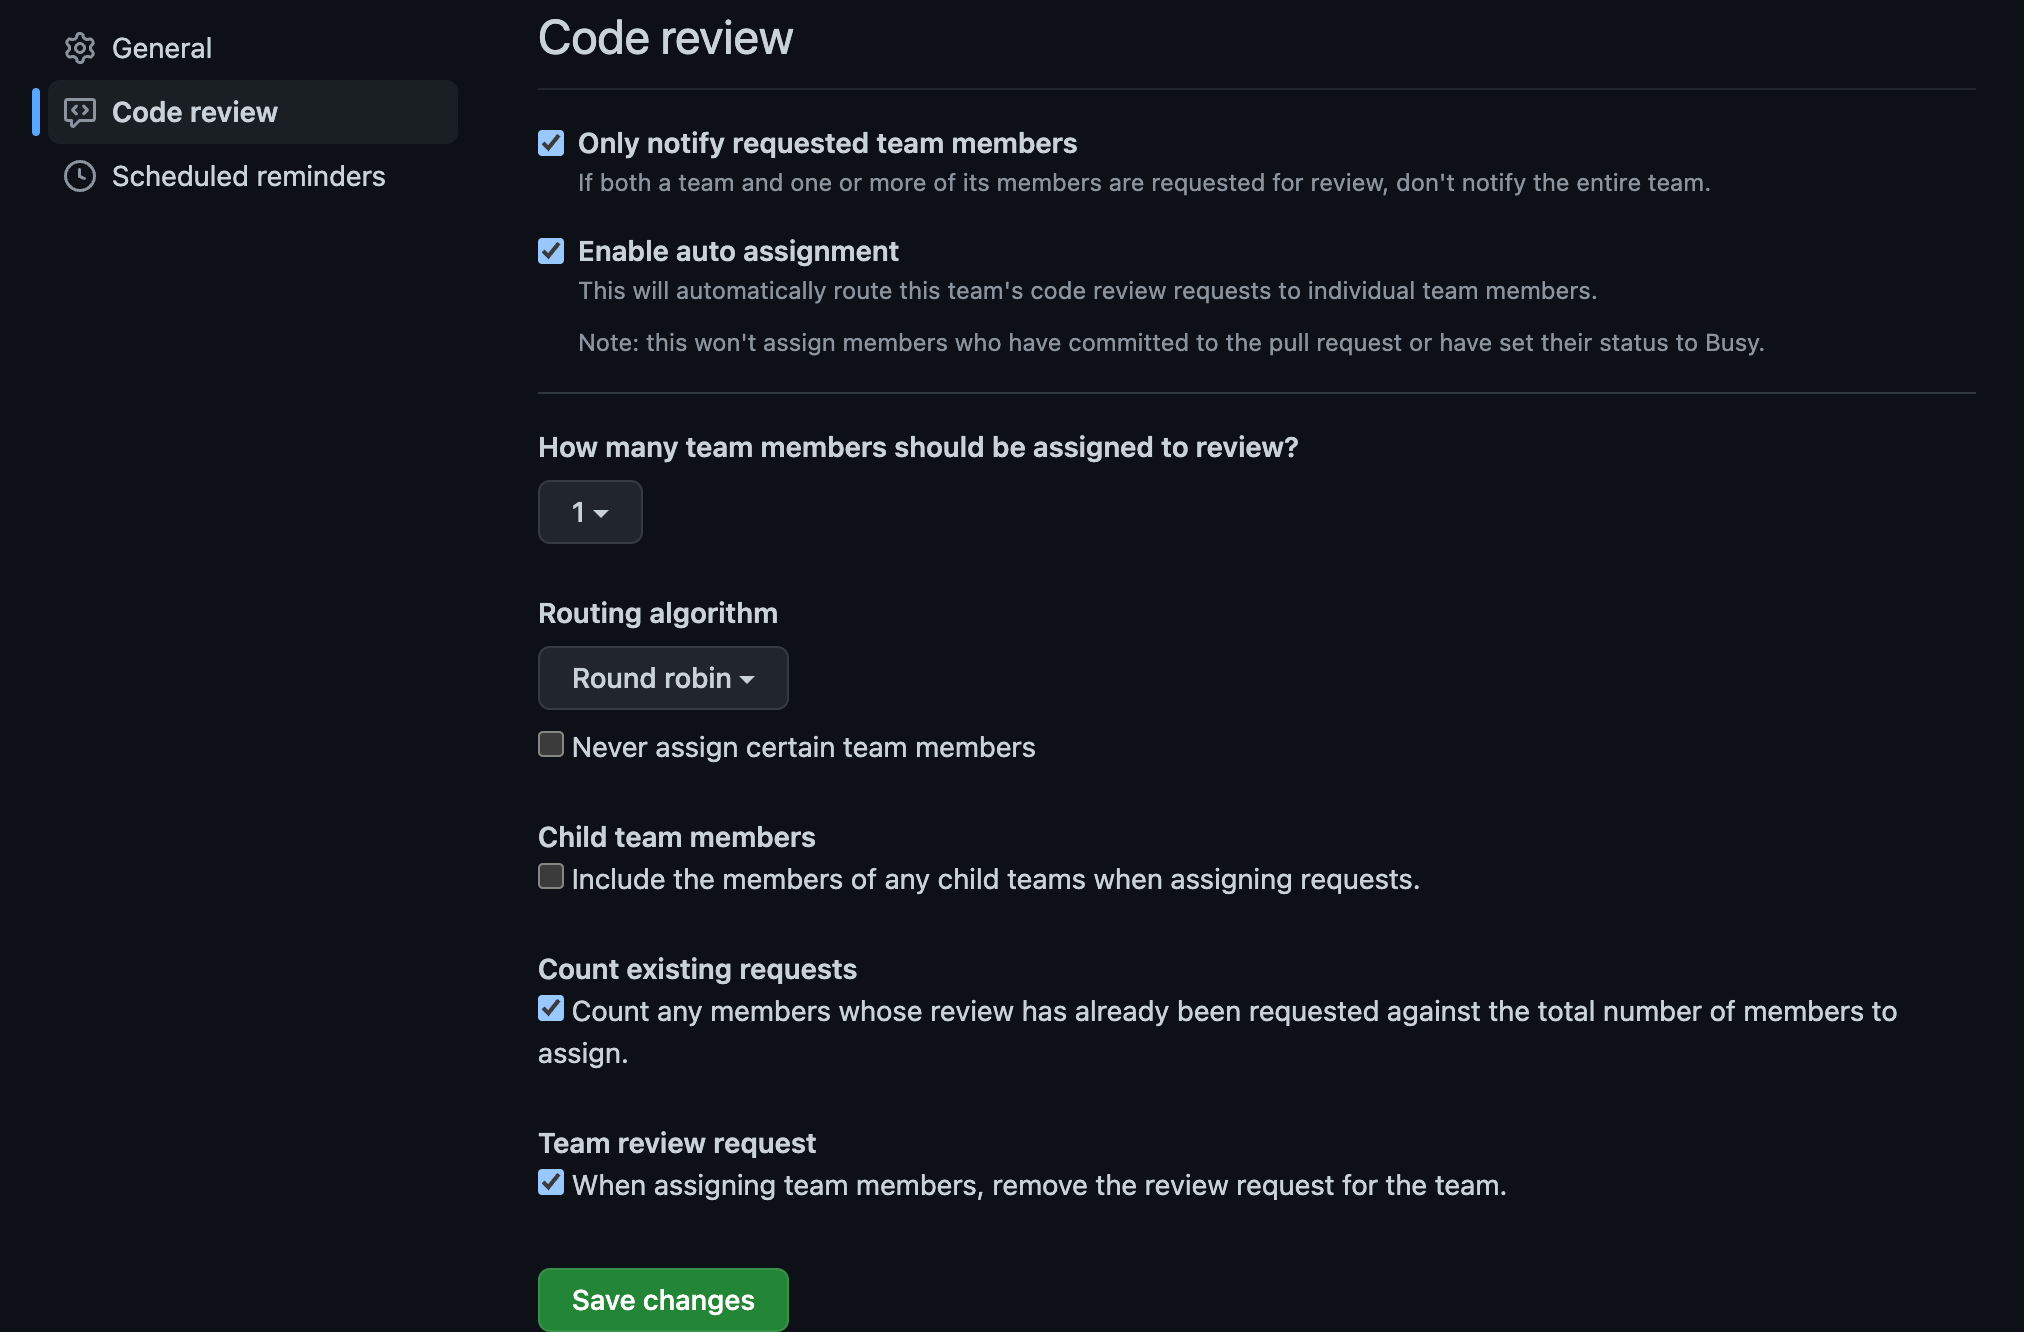 General
Code review
Scheduled reminders
Code review
Only notify requested team members
If both a team and one or more of its members are requested for review, don't notify the entire team.
Enable auto assignment
This will automatically route this team's code review requests to individual team members.
Note: this won't assign members who have committed to the pull request or have set their status to Busy.
How many team members should be assigned to review?
1
Routing algorithm
Round robin
Never assign certain team members
Child team members
Include the members of any child teams when assigning requests.
Count existing requests
Count any members whose review has already been requested against the total number of members to
assign.
Team review request
When assigning team members, remove the review request for the team.
Save changes